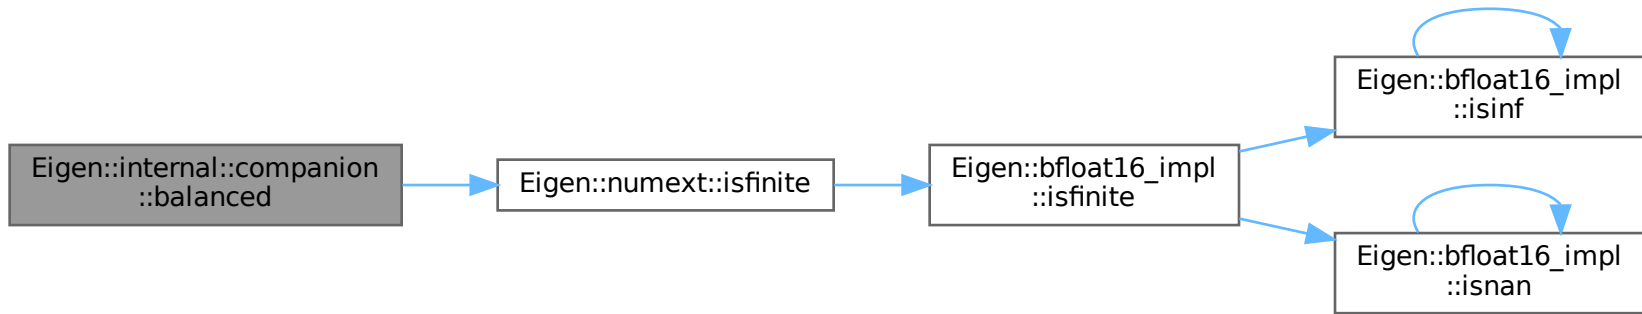 Eigen::internal::companion
::balanced
Eigen::numext::isfinite
Eigen::bfloat16_impl
::isfinite
Eigen::bfloat16_impl
::isinf
Eigen::bfloat16_impl
::isnan